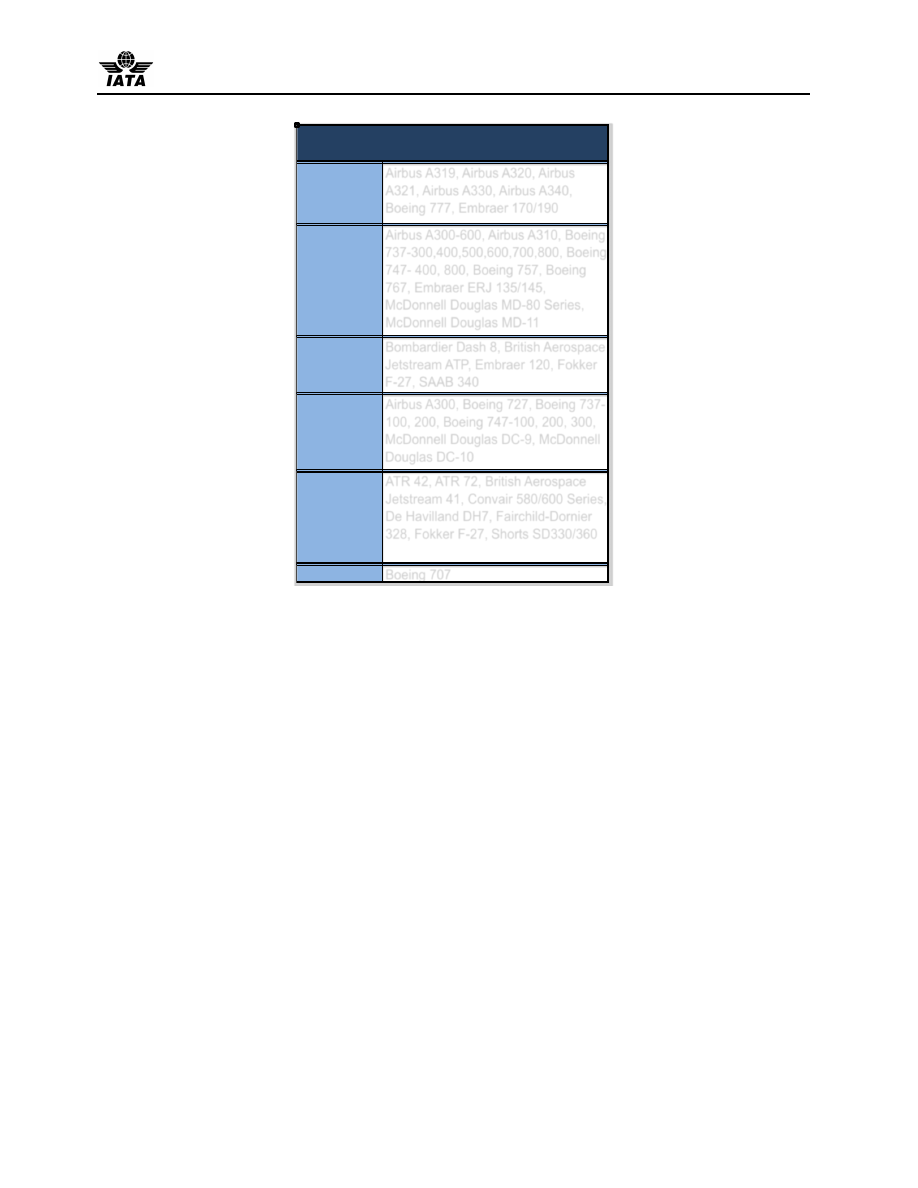 IATA
Airbus A319, Airbus A320, Airbus
A321, Airbus A330, Airbus A340,
Boeing 777, Embraer 170/190
Airbus A300-600, Airbus A310, Boeing
737-300,400,500,600,700,800, Boeing
747- 400, 800, Boeing 757, Boeing
767, Embraer ERJ 135/145,
McDonnell Douglas MD-80 Series,
McDonnell Douglas MD-11
Bombardier Dash 8, British Aerospace
Jetstream ATP, Embraer 120, Fokker
F-27, SAAB 340
Airbus A300, Boeing 727, Boeing 737-
100, 200, Boeing 747-100, 200, 300,
McDonnell Douglas DC-9, McDonnell
Douglas DC-10
ATR 42, ATR 72, British Aerospace
Jetstream 41, Convair 580/600 Series,
De Havilland DH7, Fairchild-Dornier
328, Fokker F-27, Shorts SD330/360
Boeing 707